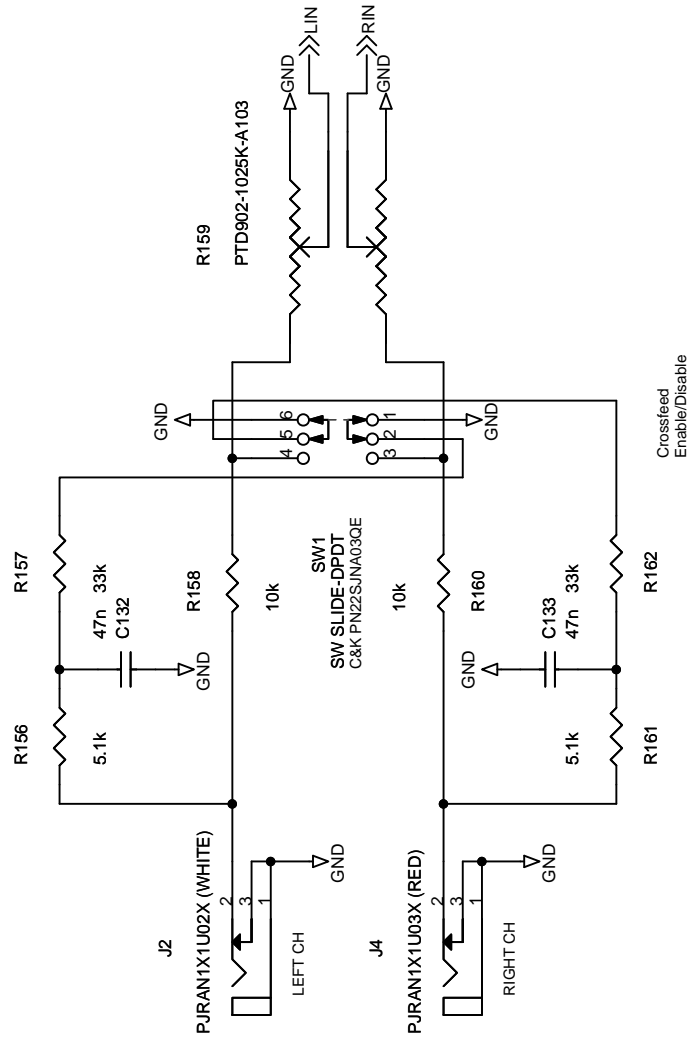 R159
PTD902-1025K-A103
GND
LIN
RIN
GND
GND
6
5
4
1
2
3
GND
R157
33k
47n
C132
GND
R156
5.1k
R158
10k
SW1
SW SLIDE-DPDT
C&K PN22SJNA03QE
10k
R160
GND
C133
47n
33k
R162
5.1k
R161
Crossfeed
Enable/Disable
J2
PJRAN1X1U02X (WHITE)
2
3
1
LEFT CH
GND
J4
PJRAN1X1U03X (RED)
2
3
1
RIGHT CH
GND